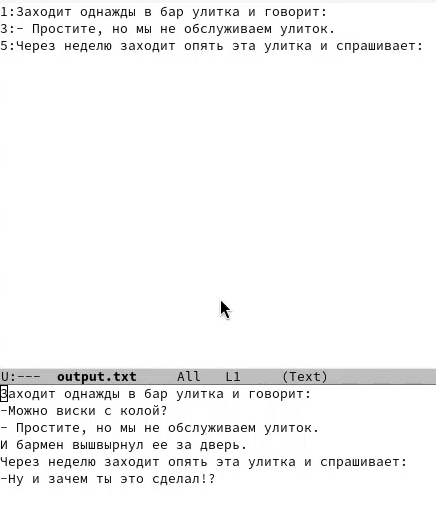 1:Заходит однажды в бар улитка и говорит:
3:- Простите, но мы не обслуживаем улиток.
5:Через неделю заходит опять эта улитка и спрашивает:
U:--- output.txt All L1 (Text)
Заходит однажды в бар улитка и говорит:
-Можно виски с колой?
- Простите, но мы не обслуживаем улиток.
И бармен вышвырнул ее за дверь.
Через неделю заходит опять эта улитка и спрашивает:
-Ну и зачем ты это сделал!?